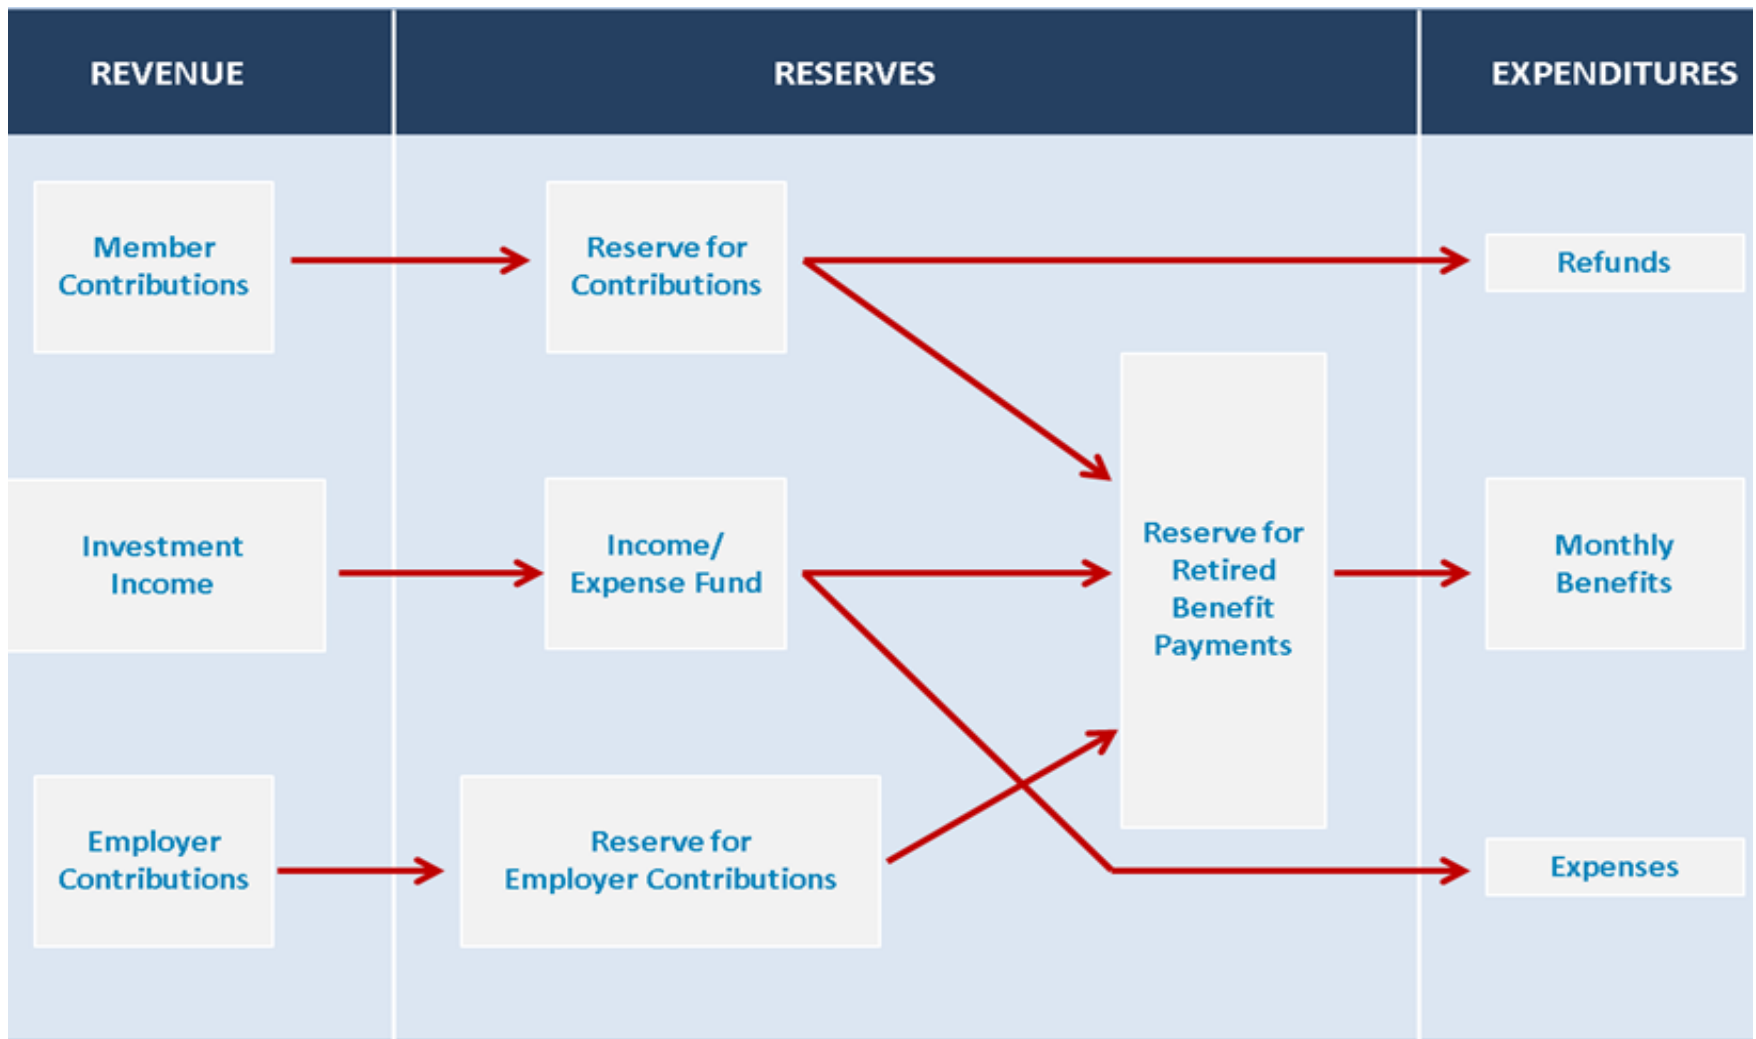 REVENUE
RESERVES
EXPENDITURES
Member
Contributions
Reserve for
Contributions
Refunds
Investment
Income
Income/
Expense Fund
Reserve for
Retired
Benefit
Payments
Monthly
Benefits
Employer
Contributions
Reserve for
Employer Contributions
Expenses